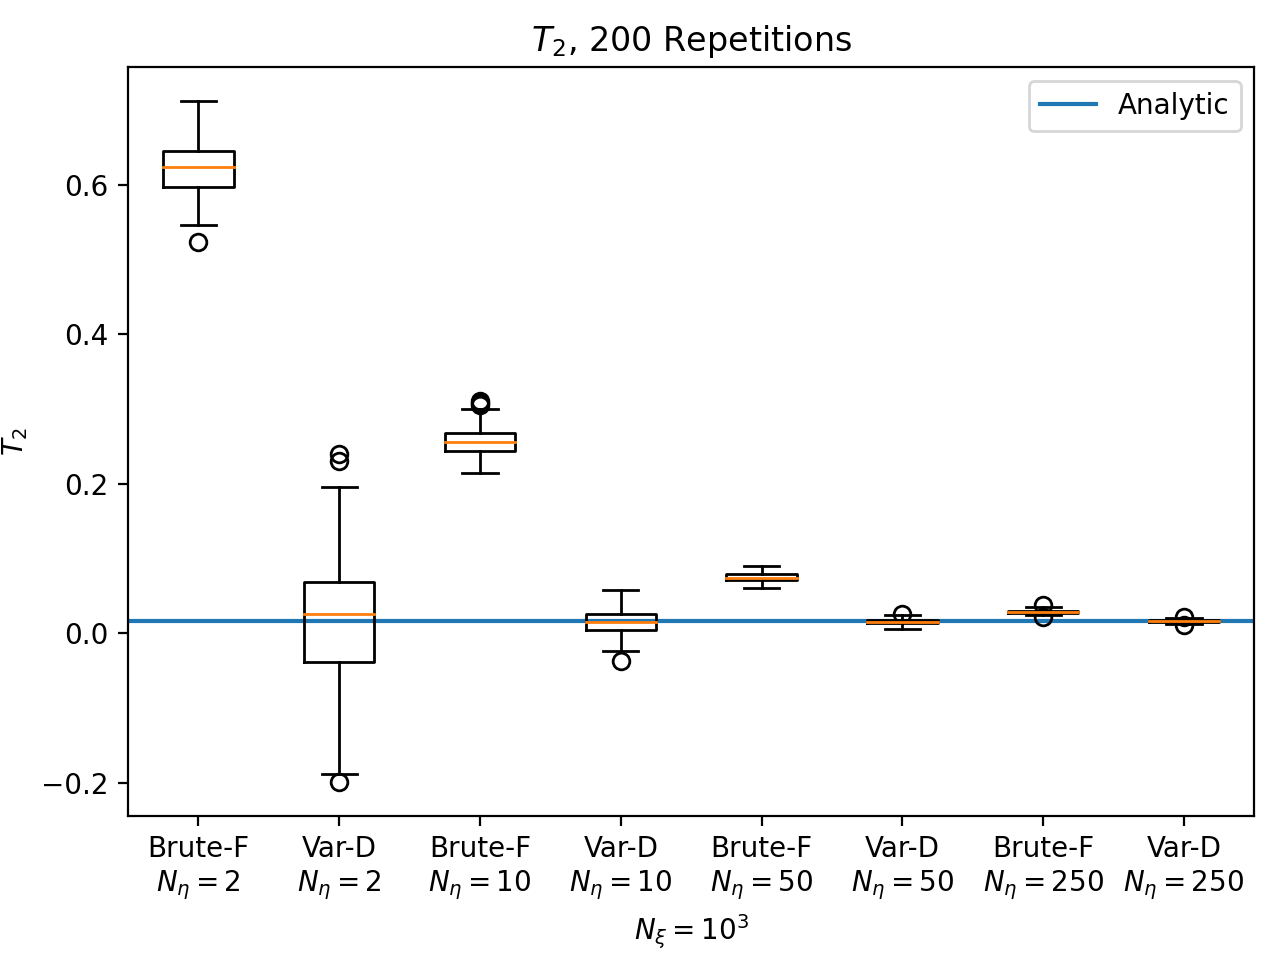 T₂, 200 Repetitions
Analytic
T₂
0.6
0.4
0.2
0.0
−0.2
Brute-F Var-D Brute-F Var-D Brute-F Var-D Brute-F Var-D
N_η = 2 N_η = 2 N_η = 10 N_η = 10 N_η = 50 N_η = 50 N_η = 250 N_η = 250
N_ξ = 10³